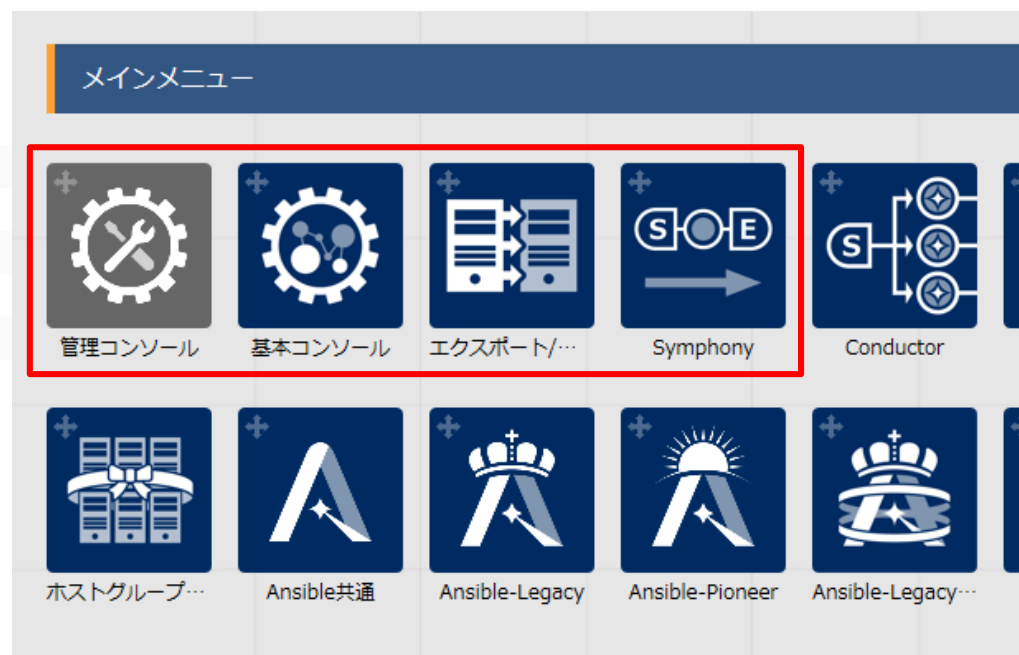 メインメニュー
管理コンソール 基本コンソール エクスポート/… Symphony Conductor
S E S
ホストグループ… Ansible共通 Ansible-Legacy Ansible-Pioneer Ansible-Legacy…